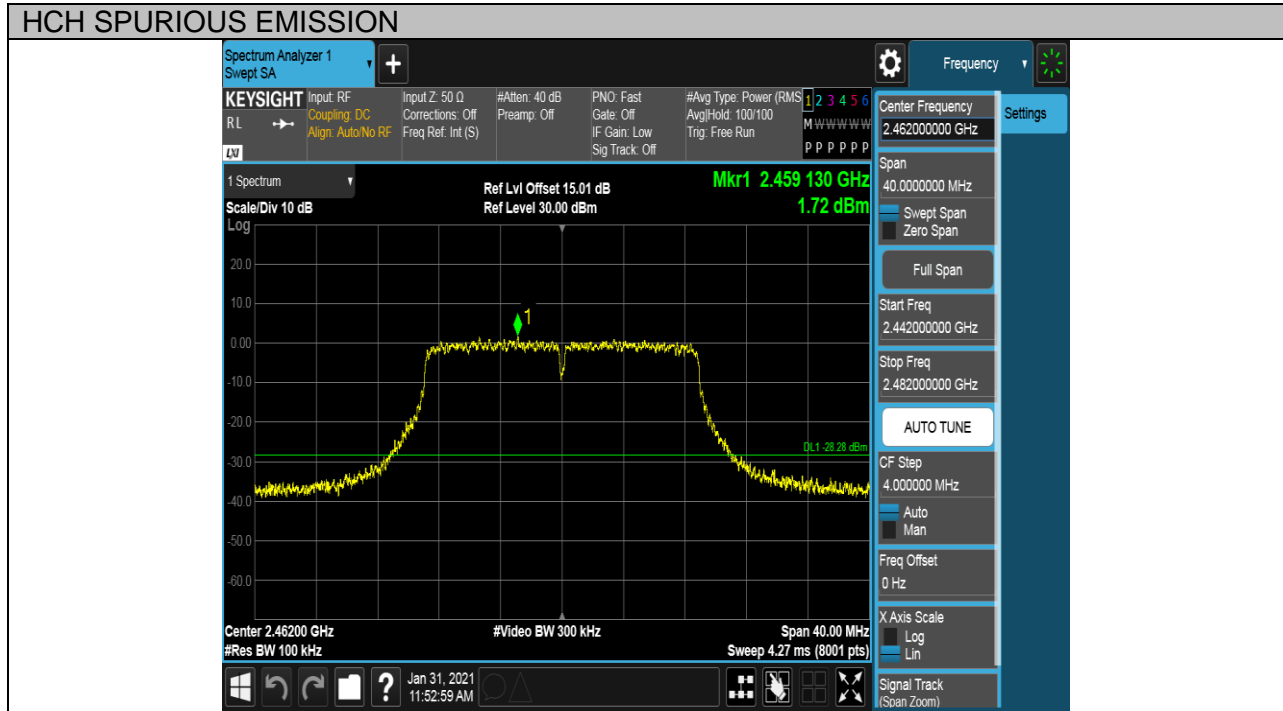 HCH SPURIOUS EMISSION
Spectrum Analyzer 1
Swept SA
Frequency
KEYSIGHT
RL
LXI
Input: RF
Coupling: DC
Align: Auto/No RF
Input Z: 50 Ω
Corrections: Off
Freq Ref: Int (S)
#Atten: 40 dB
Preamp: Off
PNO: Fast
Gate: Off
IF Gain: Low
Sig Track: Off
#Avg Type: Power (RMS
Avg|Hold: 100/100
Trig: Free Run
1 2 3 4 5 6
M W W W W W
P P P P P P
1 Spectrum
Scale/Div 10 dB
Log
Ref Lvl Offset 15.01 dB
Ref Level 30.00 dBm
Mkr1 2.459 130 GHz
1.72 dBm
20.0
10.0
0.00
-10.0
-20.0
-30.0
-40.0
-50.0
-60.0
1
DL1 -28.28 dBm
Center 2.46200 GHz
#Res BW 100 kHz
#Video BW 300 kHz
Span 40.00 MHz
Sweep 4.27 ms (8001 pts)
?
Jan 31, 2021
11:52:59 AM
Center Frequency
2.462000000 GHz
Settings
Span
40.0000000 MHz
Swept Span
Zero Span
Full Span
Start Freq
2.442000000 GHz
Stop Freq
2.482000000 GHz
AUTO TUNE
CF Step
4.000000 MHz
Auto
Man
Freq Offset
0 Hz
X Axis Scale
Log
Lin
Signal Track
(Span Zoom)